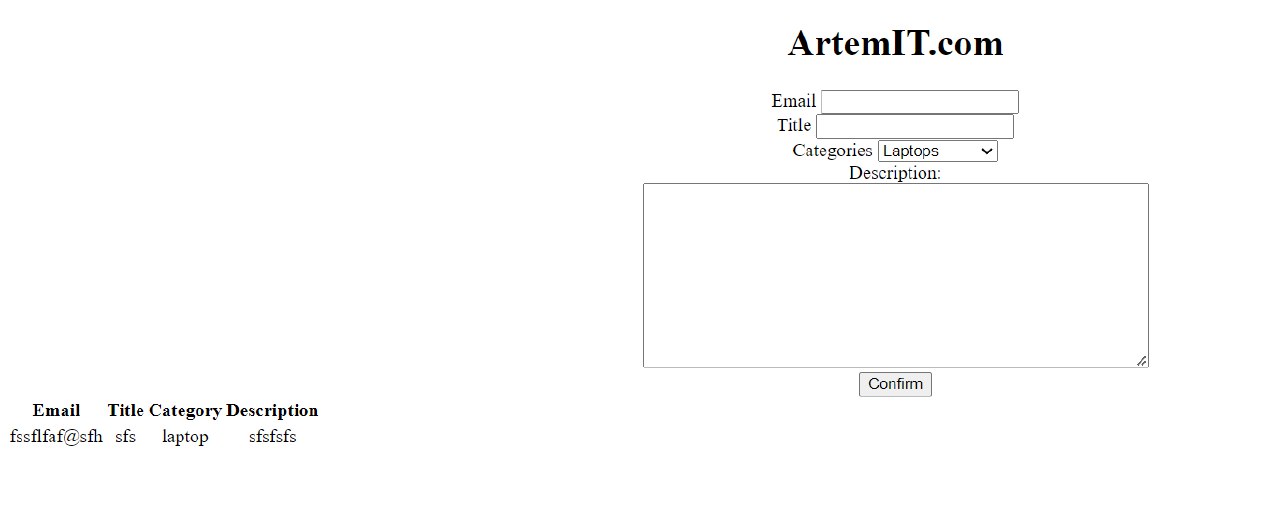 ArtemIT.com
Email
Title
Categories Laptops
Description:
Confirm
Email Title Category Description
fssflfaf@sfh sfs laptop sfsfsfs